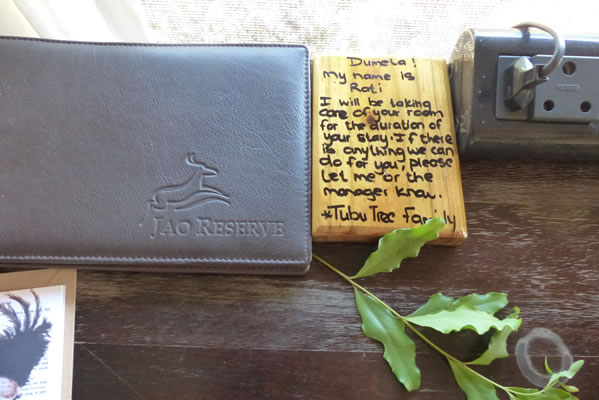 JAO RESERVE
Dumela!
My name is
Rati
I will be taking
care of your room
for the duration of
your stay. If there
is anything we can
do for you, please
let me or the
manager know.
*Tubu Tree Family